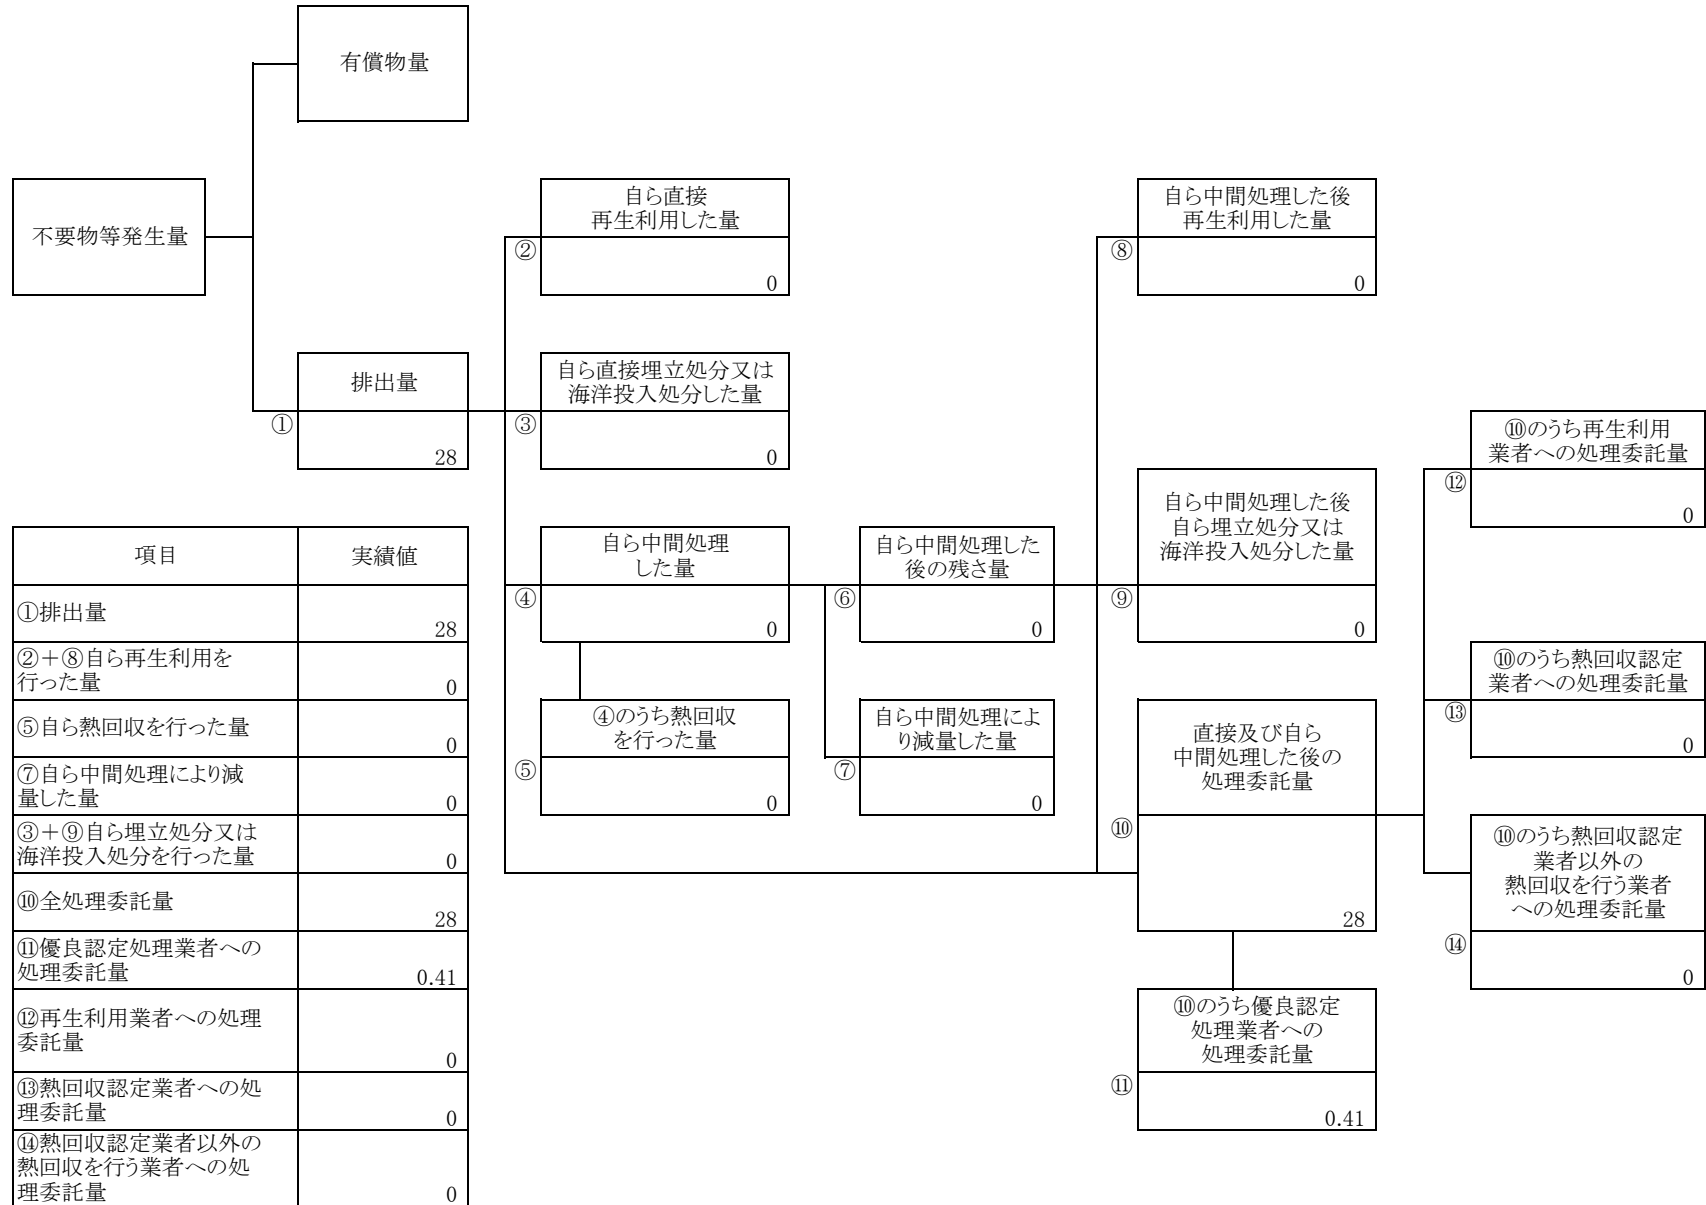 有償物量
不要物等発生量
自ら直接
再生利用した量
②
0
自ら中間処理した後
再生利用した量
⑧
0
排出量
①
28
自ら直接埋立処分又は
海洋投入処分した量
③
0
⑩のうち再生利用
業者への処理委託量
⑫
0
自ら中間処理した後
自ら埋立処分又は
海洋投入処分した量
⑨
0
自ら中間処理
した量
④
0
自ら中間処理した
後の残さ量
⑥
0
⑩のうち熱回収認定
業者への処理委託量
⑬
0
④のうち熱回収
を行った量
⑤
0
自ら中間処理によ
り減量した量
⑦
0
直接及び自ら
中間処理した後の
処理委託量
⑩
28
⑩のうち熱回収認定
業者以外の
熱回収を行う業者
への処理委託量
⑭
0
⑩のうち優良認定
処理業者への
処理委託量
⑪
0.41
項目 実績値
①排出量
28
②+⑧自ら再生利用を
行った量 0
⑤自ら熱回収を行った量
0
⑦自ら中間処理により減
量した量 0
③+⑨自ら埋立処分又は
海洋投入処分を行った量 0
⑩全処理委託量
28
⑪優良認定処理業者への
処理委託量 0.41
⑫再生利用業者への処理
委託量
0
⑬熱回収認定業者への処
理委託量 0
⑭熱回収認定業者以外の
熱回収を行う業者への処
理委託量 0